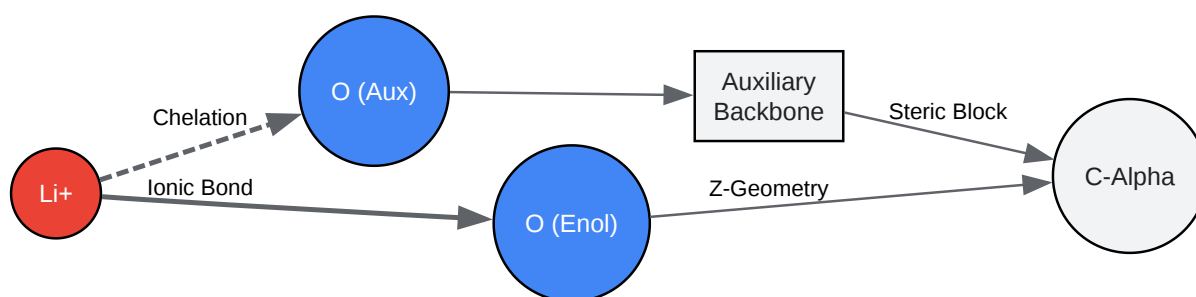 O (Aux)
Auxiliary
Backbone
Chelation
Steric Block
Li+
Ionic Bond
O (Enol)
Z-Geometry
C-Alpha